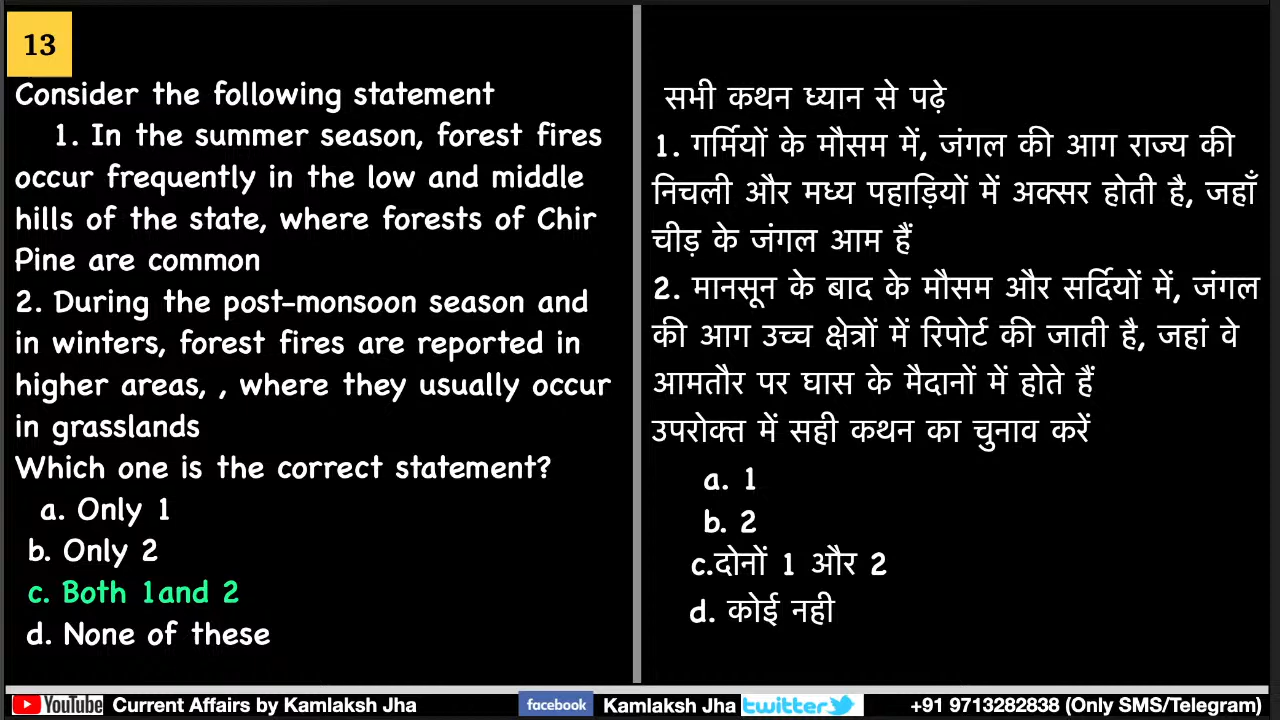 13
Consider the following statement
1. In the summer season, forest fires
occur frequently in the low and middle
hills of the state, where forests of Chir
Pine are common
2. During the post-monsoon season and
in winters, forest fires are reported in
higher areas, , where they usually occur
in grasslands
Which one is the correct statement?
a. Only 1
b. Only 2
c. Both 1and 2
d. None of these
सभी कथन ध्यान से पढ़े
1. गर्मियों के मौसम में, जंगल की आग राज्य की
निचली और मध्य पहाड़ियों में अक्सर होती है, जहाँ
चीड़ के जंगल आम हैं
2. मानसून के बाद के मौसम और सर्दियों में, जंगल
की आग उच्च क्षेत्रों में रिपोर्ट की जाती है, जहां वे
आमतौर पर घास के मैदानों में होते हैं
उपरोक्त में सही कथन का चुनाव करें
a. 1
b. 2
c.दोनों 1 और 2
d. कोई नही
YouTube Current Affairs by Kamlaksh Jha facebook Kamlaksh Jha twitter +91 9713282838 (Only SMS/Telegram)